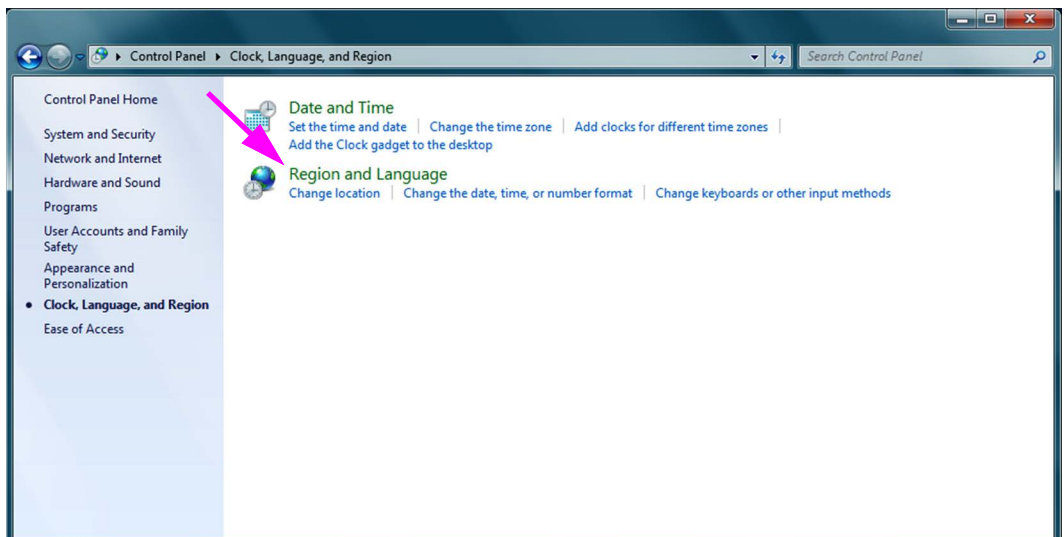 Control Panel ▸ Clock, Language, and Region
Search Control Panel
Control Panel Home
System and Security
Network and Internet
Hardware and Sound
Programs
User Accounts and Family
Safety
Appearance and
Personalization
Clock, Language, and Region
Ease of Access
Date and Time
Set the time and date | Change the time zone | Add clocks for different time zones |
Add the Clock gadget to the desktop
Region and Language
Change location | Change the date, time, or number format | Change keyboards or other input methods